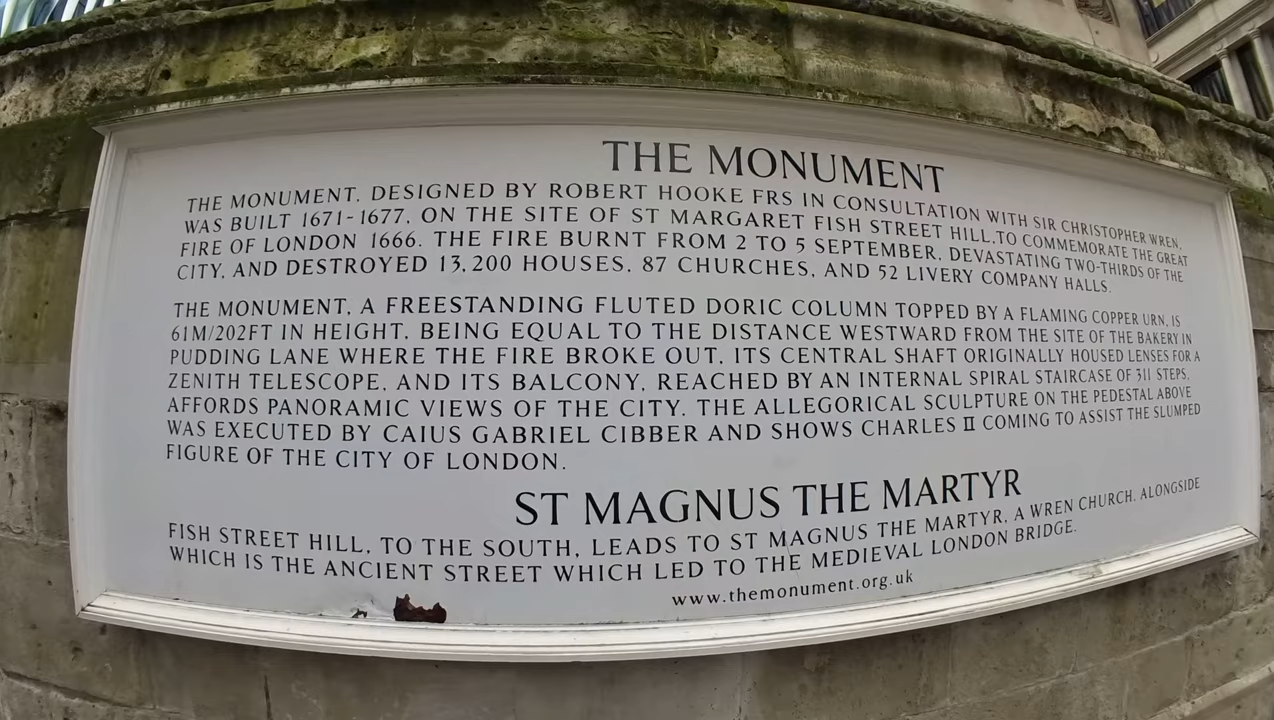 THE MONUMENT
THE MONUMENT, DESIGNED BY ROBERT HOOKE FRS IN CONSULTATION WITH SIR CHRISTOPHER WREN,
WAS BUILT 1671-1677, ON THE SITE OF ST MARGARET FISH STREET HILL, TO COMMEMORATE THE GREAT
FIRE OF LONDON 1666. THE FIRE BURNT FROM 2 TO 5 SEPTEMBER, DEVASTATING TWO-THIRDS OF THE
CITY, AND DESTROYED 13,200 HOUSES, 87 CHURCHES, AND 52 LIVERY COMPANY HALLS.
THE MONUMENT, A FREESTANDING FLUTED DORIC COLUMN TOPPED BY A FLAMING COPPER URN, IS
61M/202FT IN HEIGHT, BEING EQUAL TO THE DISTANCE WESTWARD FROM THE SITE OF THE BAKERY IN
PUDDING LANE WHERE THE FIRE BROKE OUT. ITS CENTRAL SHAFT ORIGINALLY HOUSED LENSES FOR A
ZENITH TELESCOPE, AND ITS BALCONY, REACHED BY AN INTERNAL SPIRAL STAIRCASE OF 311 STEPS,
AFFORDS PANORAMIC VIEWS OF THE CITY. THE ALLEGORICAL SCULPTURE ON THE PEDESTAL ABOVE
WAS EXECUTED BY CAIUS GABRIEL CIBBER AND SHOWS CHARLES II COMING TO ASSIST THE SLUMPED
FIGURE OF THE CITY OF LONDON.
ST MAGNUS THE MARTYR
FISH STREET HILL, TO THE SOUTH, LEADS TO ST MAGNUS THE MARTYR, A WREN CHURCH, ALONGSIDE
WHICH IS THE ANCIENT STREET WHICH LED TO THE MEDIEVAL LONDON BRIDGE.
www.themonument.org.uk